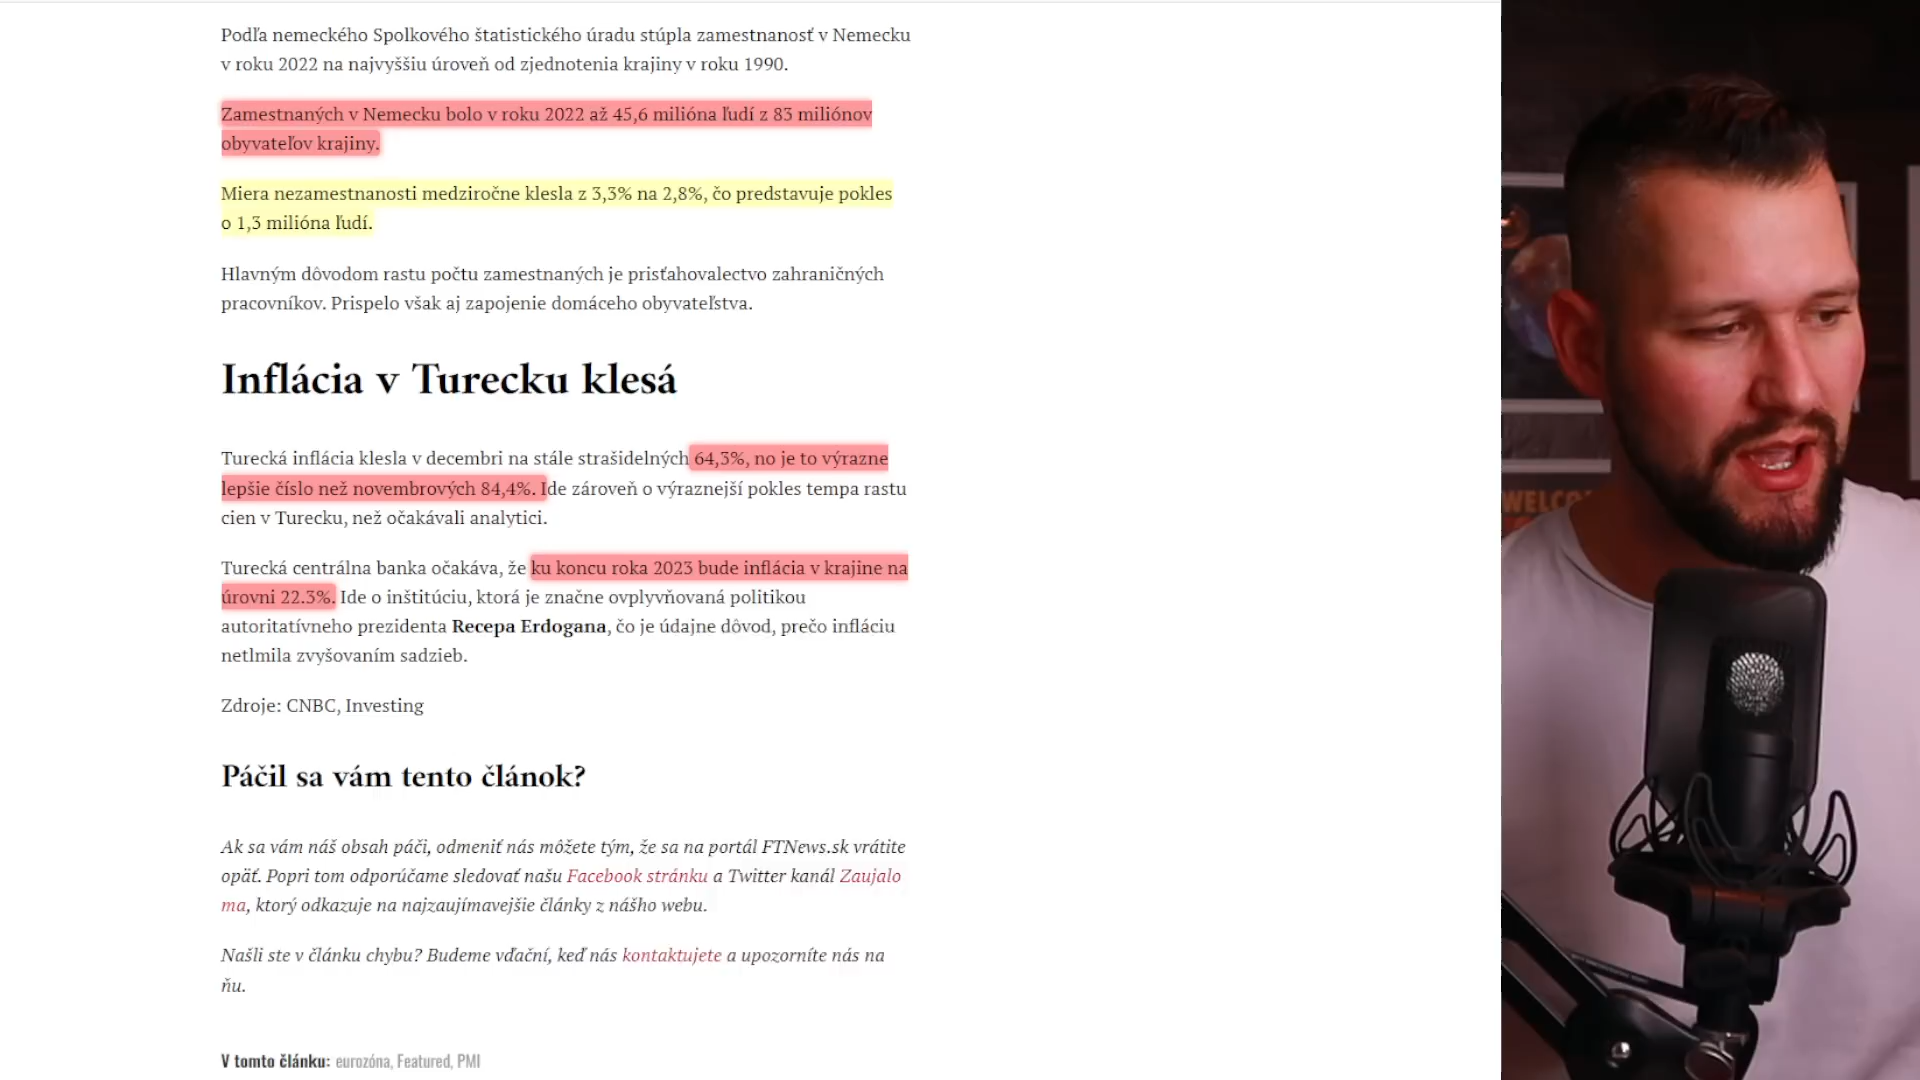 Podľa nemeckého Spolkového štatistického úradu stúpla zamestnanosť v Nemecku
v roku 2022 na najvyššiu úroveň od zjednotenia krajiny v roku 1990.
Zamestnaných v Nemecku bolo v roku 2022 až 45,6 milióna ľudí z 83 miliónov
obyvateľov krajiny.
Miera nezamestnanosti medziročne klesla z 3,3% na 2,8%, čo predstavuje pokles
o 1,3 milióna ľudí.
Hlavným dôvodom rastu počtu zamestnaných je prisťahovalectvo zahraničných
pracovníkov. Prispelo však aj zapojenie domáceho obyvateľstva.
Inflácia v Turecku klesá
Turecká inflácia klesla v decembri na stále strašidelných 64,3%, no je to výrazne
lepšie číslo než novembrových 84,4%. Ide zároveň o výraznejší pokles tempa rastu
cien v Turecku, než očakávali analytici.
Turecká centrálna banka očakáva, že ku koncu roka 2023 bude inflácia v krajine na
úrovni 22.3%. Ide o inštitúciu, ktorá je značne ovplyvňovaná politikou
autoritatívneho prezidenta Recepa Erdogana, čo je údajne dôvod, prečo infláciu
netlmila zvyšovaním sadzieb.
Zdroje: CNBC, Investing
Páčil sa vám tento článok?
Ak sa vám náš obsah páči, odmeniť nás môžete tým, že sa na portál FTNews.sk vrátite
opäť. Popri tom odporúčame sledovať našu Facebook stránku a Twitter kanál Zaujalo
ma, ktorý odkazuje na najzaujímavejšie články z nášho webu.
Našli ste v článku chybu? Budeme vďační, keď nás kontaktujete a upozorníte nás na
ňu.
V tomto článku: eurozóna, Featured, PMI